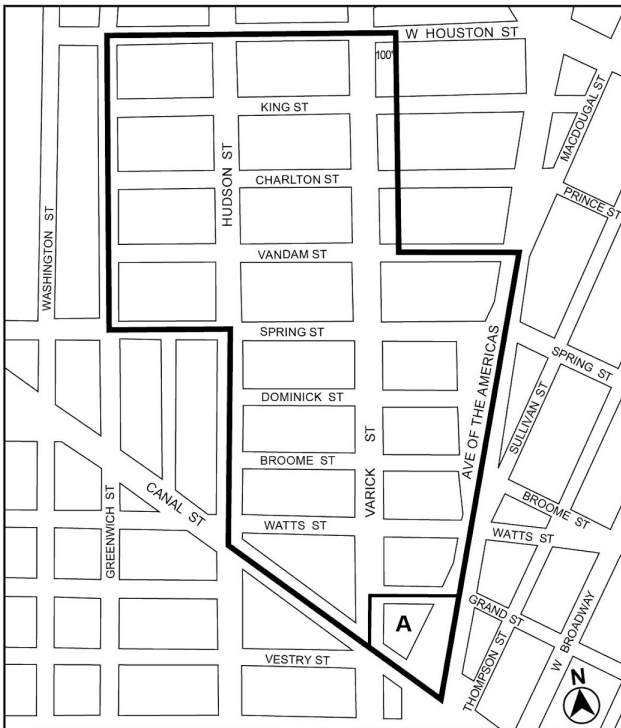 W HOUSTON ST
100'
MACDOUGAL ST
KING ST
HUDSON ST
CHARLTON ST
PRINCE ST
WASHINGTON ST
VANDAM ST
SPRING ST
AVE OF THE AMERICAS
SPRING ST
SULLIVAN ST
DOMINICK ST
VARICK ST
BROOME ST
GREENWICH ST
CANAL ST
BROOME ST
WATTS ST
WATTS ST
GRAND ST
W BROADWAY
A
THOMPSON ST
VESTRY ST
N